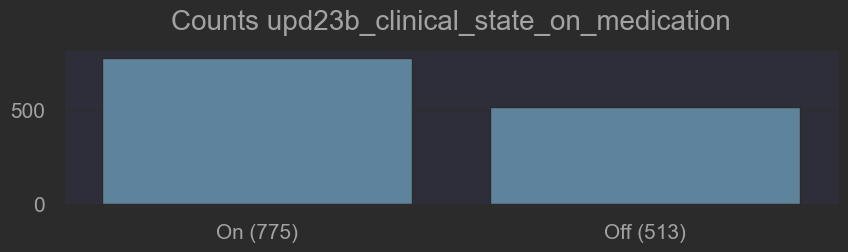 Counts upd23b_clinical_state_on_medication
500
0
On (775) Off (513)